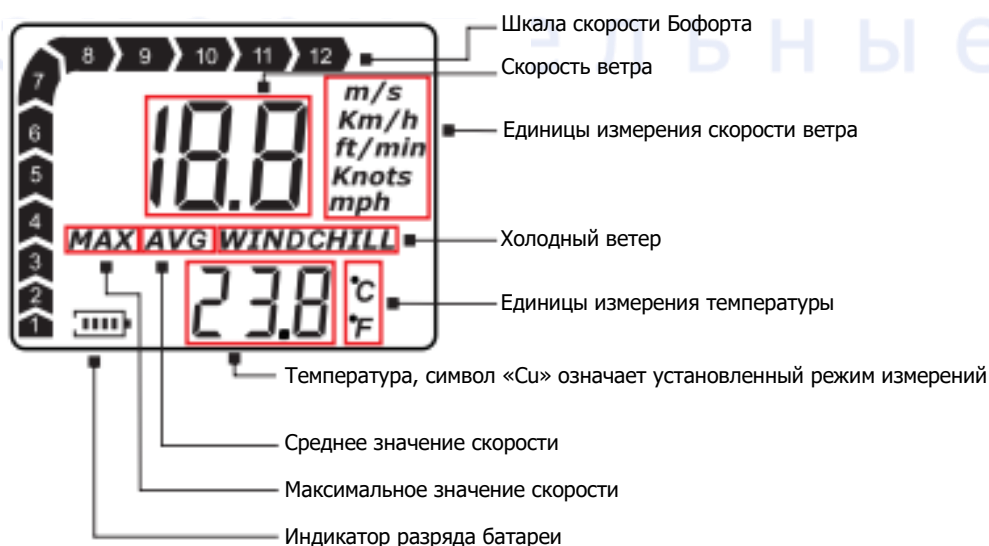 Шкала скорости Бофорта
8 9 10 11 12
Скорость ветра
7
m/s
Km/h
ft/min
Knots
mph
18.8
Единицы измерения скорости ветра
6
5
4
MAX AVG WINDCHILL
Холодный ветер
3
2
1
23.8
°C
°F
Единицы измерения температуры
Температура, символ «Cu» означает установленный режим измерений
Среднее значение скорости
Максимальное значение скорости
Индикатор разряда батареи